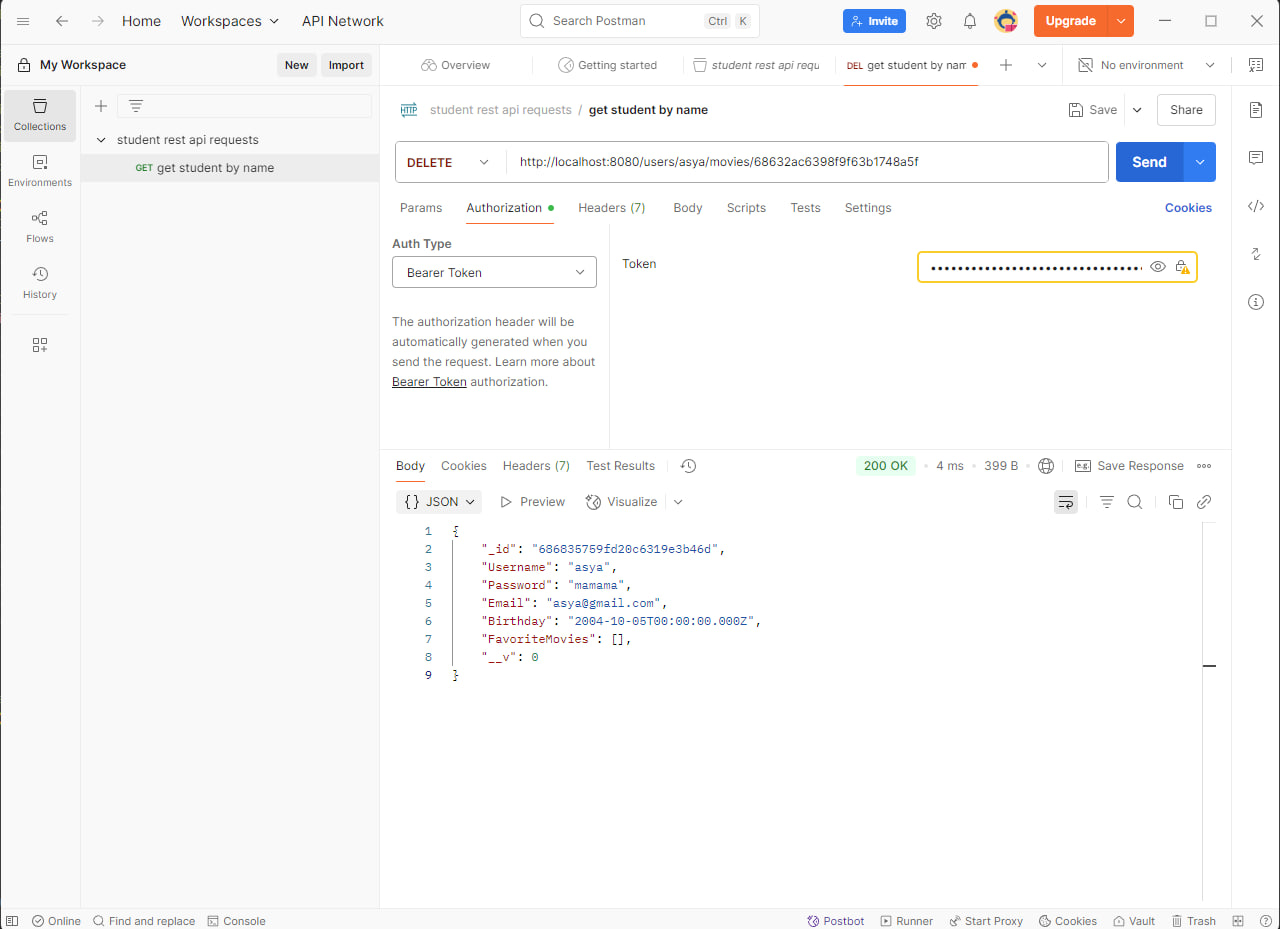 Home
Workspaces
API Network
Search Postman
Ctrl
K
Invite
Upgrade
My Workspace
New
Import
Overview
Getting started
student rest api requ
DEL get student by nam
No environment
Collections
Environments
Flows
History
student rest api requests
GET get student by name
HTTP student rest api requests / get student by name
Save
Share
DELETE
http://localhost:8080/users/asya/movies/68632ac6398f9f63b1748a5f
Send
Params
Authorization
Headers (7)
Body
Scripts
Tests
Settings
Cookies
Auth Type
Bearer Token
The authorization header will be
automatically generated when you
send the request. Learn more about
Bearer Token authorization.
Token
Body
Cookies
Headers (7)
Test Results
200 OK
4 ms
399 B
e.g.
Save Response
{} JSON
Preview
Visualize
1 {
2 "_id": "686835759fd20c6319e3b46d",
3 "Username": "asya",
4 "Password": "mamama",
5 "Email": "asya@gmail.com",
6 "Birthday": "2004-10-05T00:00:00.000Z",
7 "FavoriteMovies": [],
8 "__v": 0
9 }
Online
Find and replace
Console
Postbot
Runner
Start Proxy
Cookies
Vault
Trash